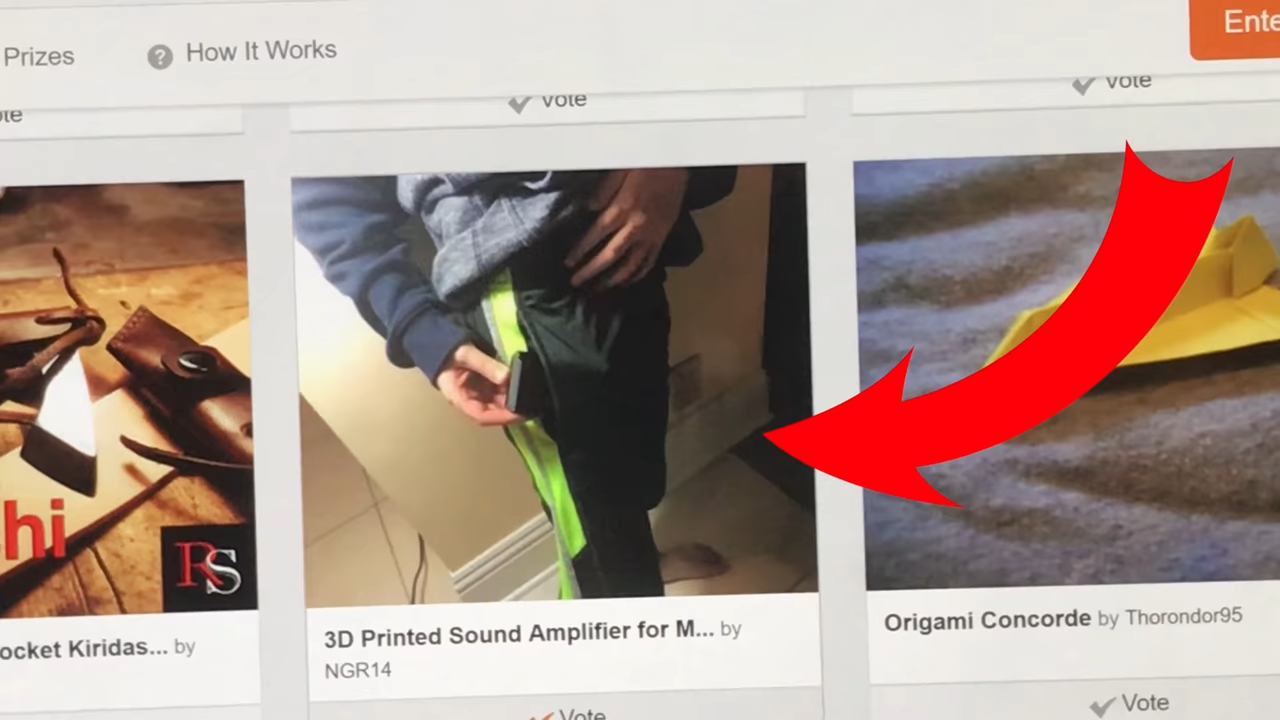 Prizes
How It Works
Ente
te
Vote
Vote
hi
RS
ocket Kiridas... by
3D Printed Sound Amplifier for M... by
NGR14
Origami Concorde by Thorondor95
Vote
Vote